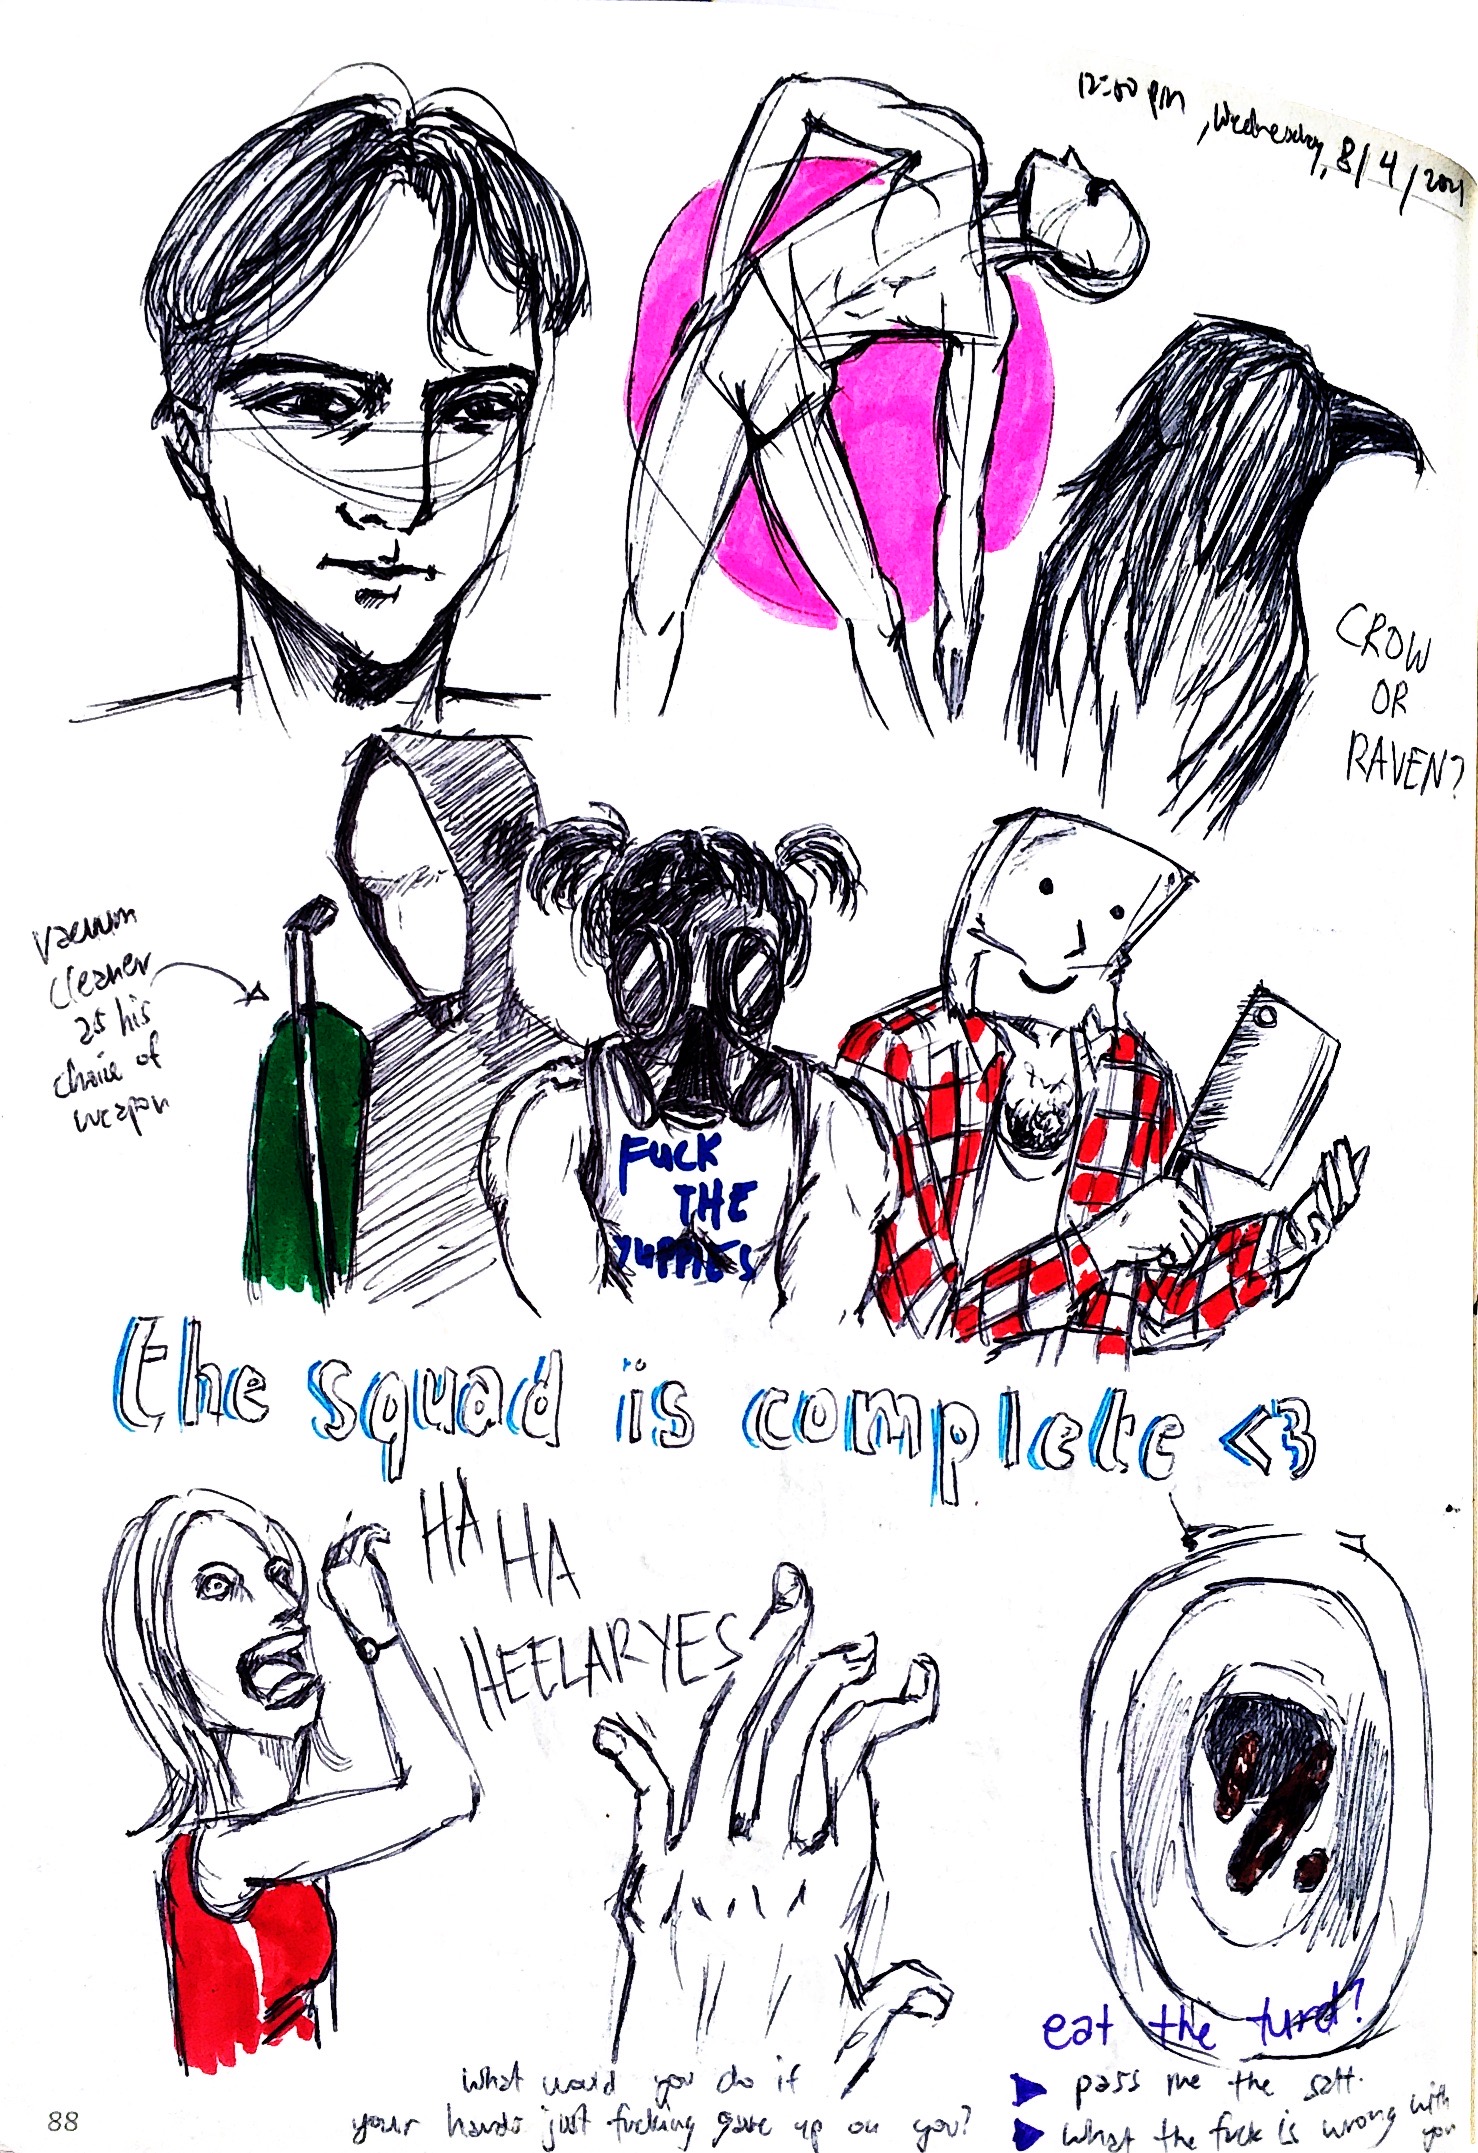 12:50 pm, Wednesday, 8/4/2021
CROW
OR
RAVEN?
vacuum
cleaner
as his
choice of
weapon
FUCK
THE
YUPPIES
the squad is complete <3
HA
HA
HEELARYES
eat the turd?
pass me the salt.
what the fuck is wrong with
you
what would you do if
your hands just fucking gave up on you?
88